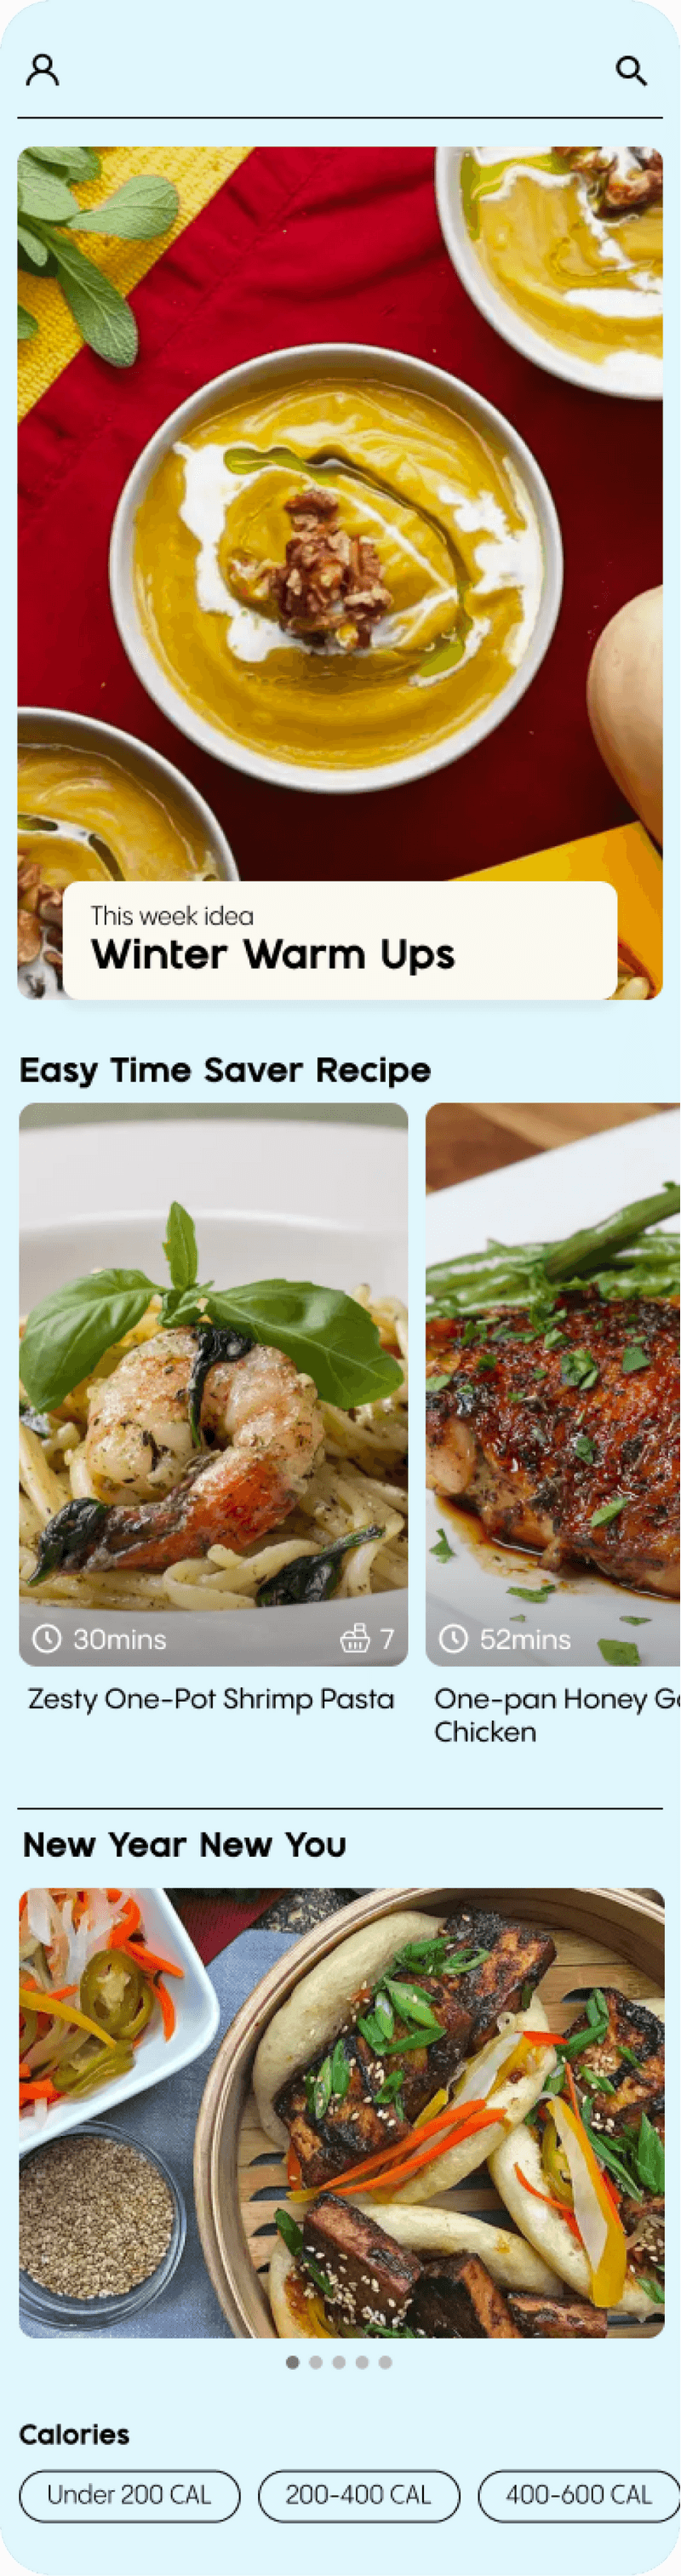 This week idea
Winter Warm Ups
Easy Time Saver Recipe
30mins
7
52mins
Zesty One-Pot Shrimp Pasta
One-pan Honey
Chicken
New Year New You
Calories
Under 200 CAL
200-400 CAL
400-600 CAL